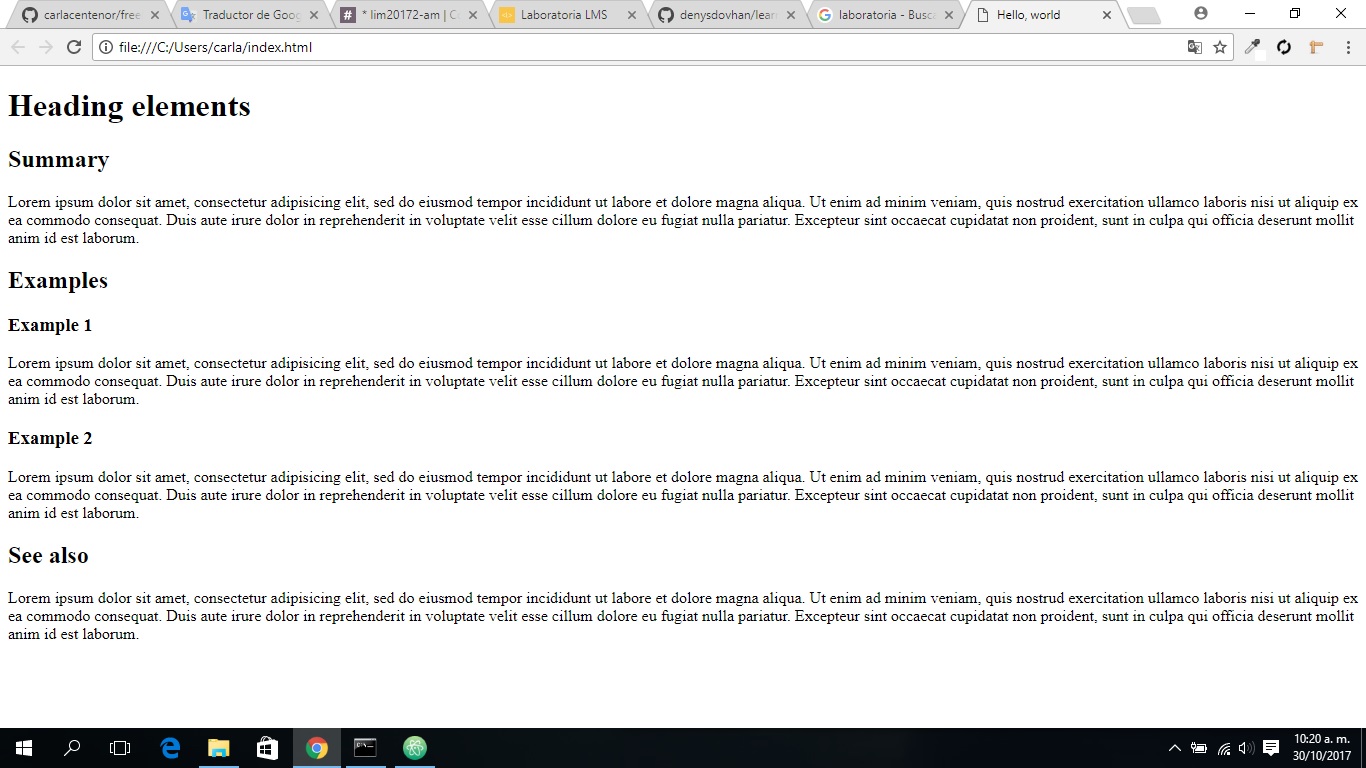 carlacentenor/free
Traductor de Goog
* lim20172-am | C
Laboratoria LMS
denysdovhan/lear
laboratoria - Busca
Hello, world
file:///C:/Users/carla/index.html
Heading elements
Summary
Lorem ipsum dolor sit amet, consectetur adipisicing elit, sed do eiusmod tempor incididunt ut labore et dolore magna aliqua. Ut enim ad minim veniam, quis nostrud exercitation ullamco laboris nisi ut aliquip ex
ea commodo consequat. Duis aute irure dolor in reprehenderit in voluptate velit esse cillum dolore eu fugiat nulla pariatur. Excepteur sint occaecat cupidatat non proident, sunt in culpa qui officia deserunt mollit
anim id est laborum.
Examples
Example 1
Lorem ipsum dolor sit amet, consectetur adipisicing elit, sed do eiusmod tempor incididunt ut labore et dolore magna aliqua. Ut enim ad minim veniam, quis nostrud exercitation ullamco laboris nisi ut aliquip ex
ea commodo consequat. Duis aute irure dolor in reprehenderit in voluptate velit esse cillum dolore eu fugiat nulla pariatur. Excepteur sint occaecat cupidatat non proident, sunt in culpa qui officia deserunt mollit
anim id est laborum.
Example 2
Lorem ipsum dolor sit amet, consectetur adipisicing elit, sed do eiusmod tempor incididunt ut labore et dolore magna aliqua. Ut enim ad minim veniam, quis nostrud exercitation ullamco laboris nisi ut aliquip ex
ea commodo consequat. Duis aute irure dolor in reprehenderit in voluptate velit esse cillum dolore eu fugiat nulla pariatur. Excepteur sint occaecat cupidatat non proident, sunt in culpa qui officia deserunt mollit
anim id est laborum.
See also
Lorem ipsum dolor sit amet, consectetur adipisicing elit, sed do eiusmod tempor incididunt ut labore et dolore magna aliqua. Ut enim ad minim veniam, quis nostrud exercitation ullamco laboris nisi ut aliquip ex
ea commodo consequat. Duis aute irure dolor in reprehenderit in voluptate velit esse cillum dolore eu fugiat nulla pariatur. Excepteur sint occaecat cupidatat non proident, sunt in culpa qui officia deserunt mollit
anim id est laborum.
10:20 a. m.
30/10/2017